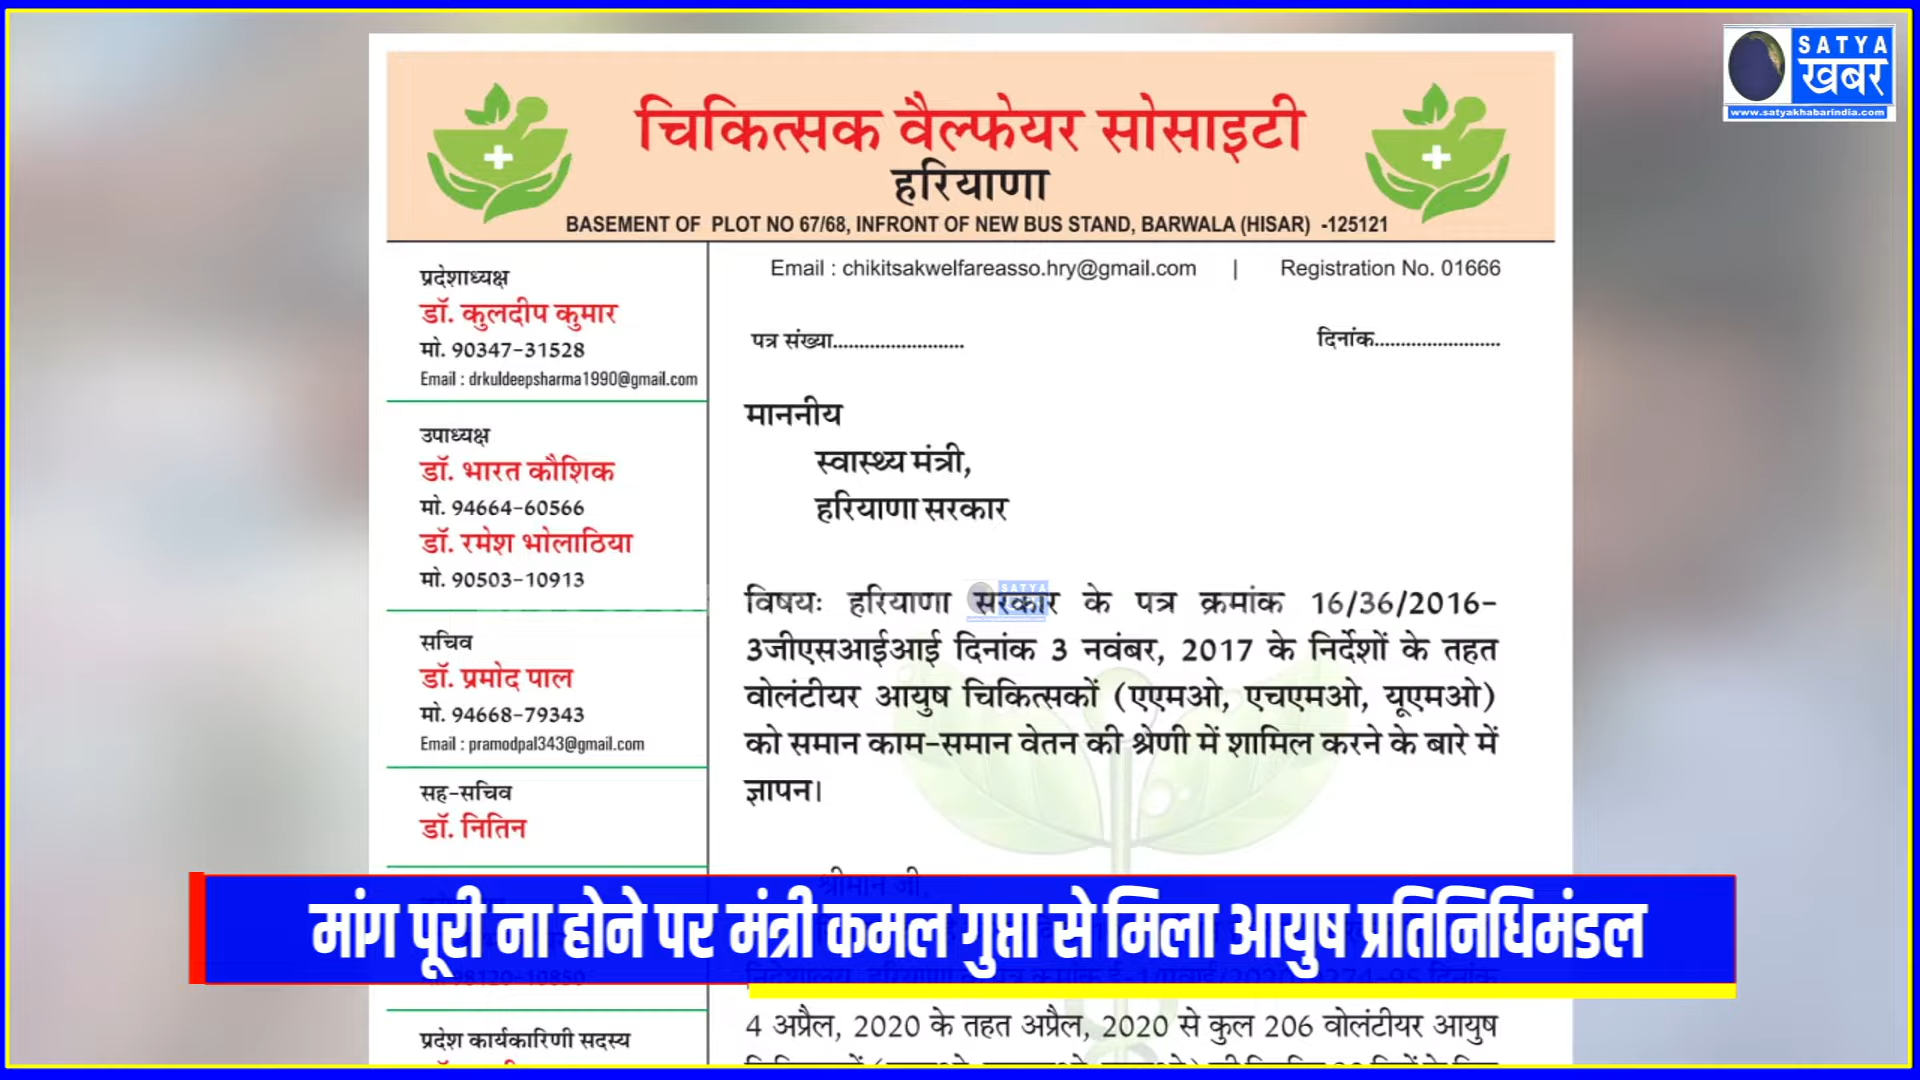 SATYA
खबर
www.satyakhabarindia.com
चिकित्सक वैल्फेयर सोसाइटी
हरियाणा
BASEMENT OF PLOT NO 67/68, INFRONT OF NEW BUS STAND, BARWALA (HISAR) -125121
Email : chikitsakwelfareasso.hry@gmail.com | Registration No. 01666
प्रदेशाध्यक्ष
डॉ. कुलदीप कुमार
मो. 90347-31528
Email : drkuldeepsharma1990@gmail.com
उपाध्यक्ष
डॉ. भारत कौशिक
मो. 94664-60566
डॉ. रमेश भोलाठिया
मो. 90503-10913
सचिव
डॉ. प्रमोद पाल
मो. 94668-79343
Email : pramodpal343@gmail.com
सह-सचिव
डॉ. नितिन
प्रदेश कार्यकारिणी सदस्य
पत्र संख्या......................... दिनांक........................
माननीय
स्वास्थ्य मंत्री,
हरियाणा सरकार
विषयः हरियाणा सरकार के पत्र क्रमांक 16/36/2016-
3जीएसआईआई दिनांक 3 नवंबर, 2017 के निर्देशों के तहत
वोलंटीयर आयुष चिकित्सकों (एएमओ, एचएमओ, यूएमओ)
को समान काम-समान वेतन की श्रेणी में शामिल करने के बारे में
ज्ञापन।
श्रीमान जी,
4 अप्रैल, 2020 के तहत अप्रैल, 2020 से कुल 206 वोलंटीयर आयुष
मांग पूरी ना होने पर मंत्री कमल गुप्ता से मिला आयुष प्रतिनिधिमंडल